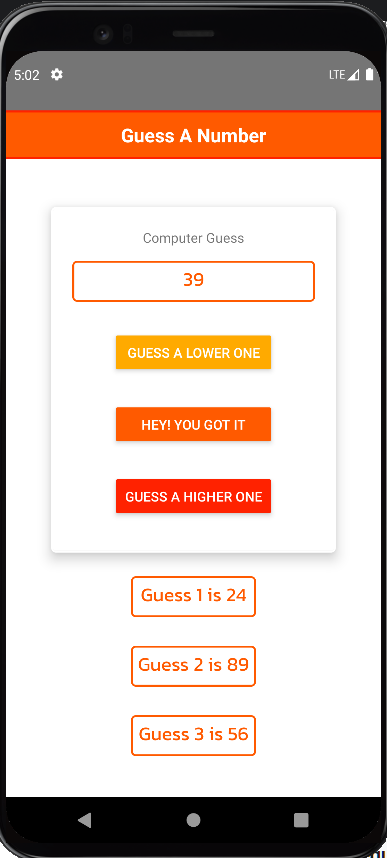 5:02 LTE
Guess A Number
Computer Guess
39
GUESS A LOWER ONE
HEY! YOU GOT IT
GUESS A HIGHER ONE
Guess 1 is 24
Guess 2 is 89
Guess 3 is 56